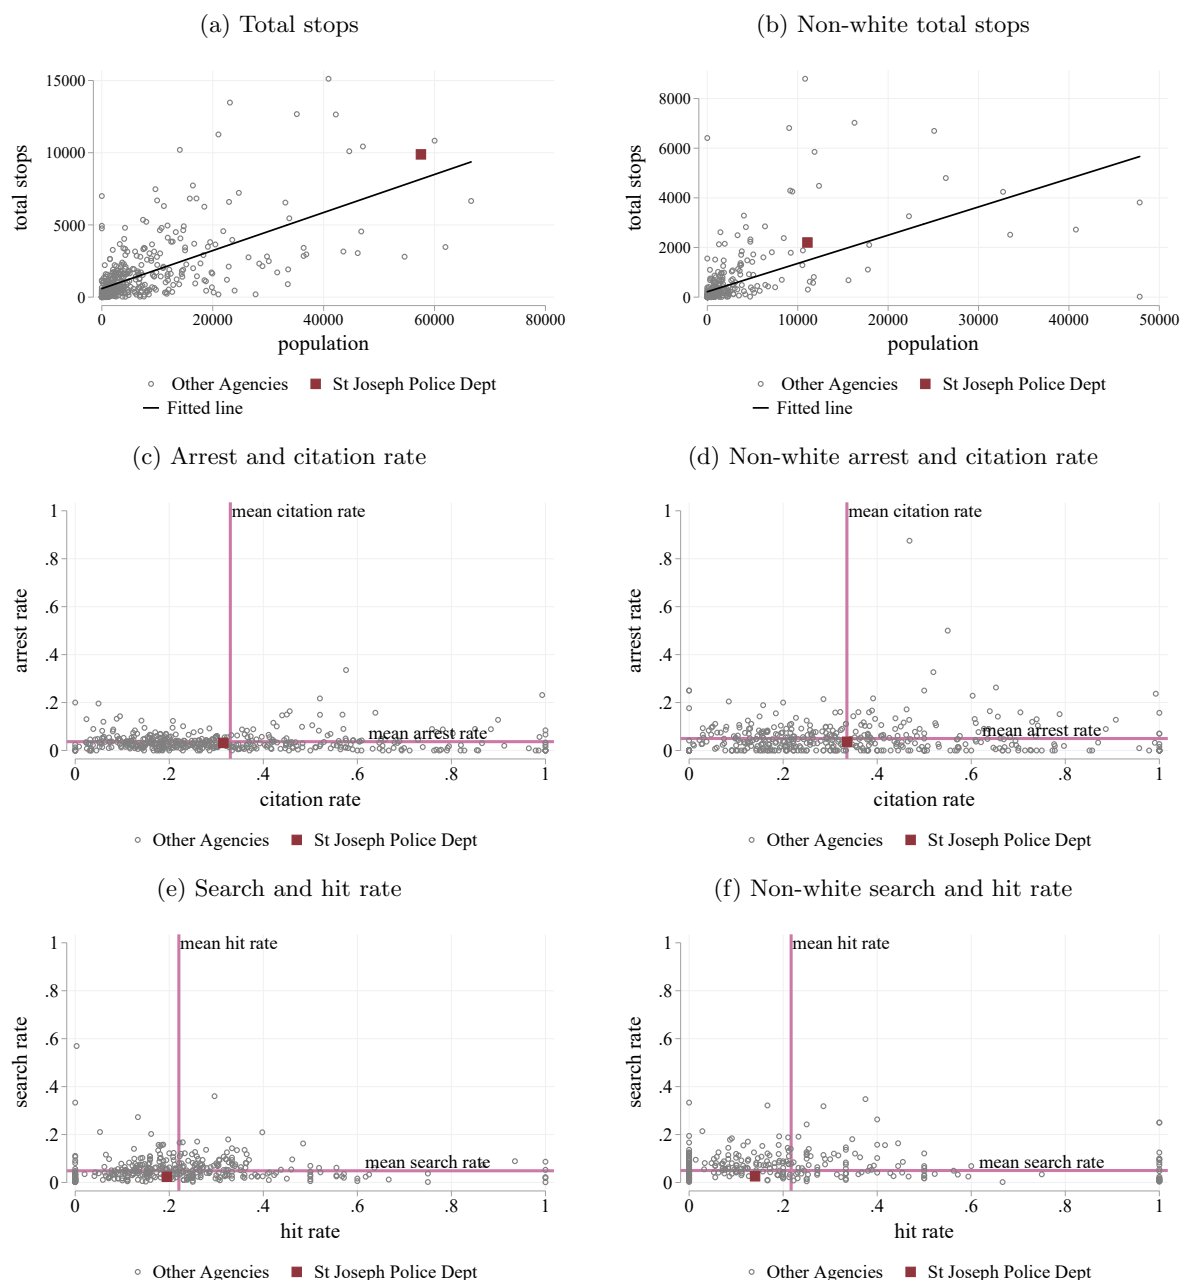 (a) Total stops
(b) Non-white total stops
total stops
15000
10000
5000
0
0 20000 40000 60000 80000
population
Other Agencies St Joseph Police Dept
Fitted line
total stops
8000
6000
4000
2000
0
0 10000 20000 30000 40000 50000
population
Other Agencies St Joseph Police Dept
Fitted line
(c) Arrest and citation rate
(d) Non-white arrest and citation rate
arrest rate
1
.8
.6
.4
.2
0
mean citation rate
mean arrest rate
0 .2 .4 .6 .8 1
citation rate
Other Agencies St Joseph Police Dept
arrest rate
1
.8
.6
.4
.2
0
mean citation rate
mean arrest rate
0 .2 .4 .6 .8 1
citation rate
Other Agencies St Joseph Police Dept
(e) Search and hit rate
(f) Non-white search and hit rate
search rate
1
.8
.6
.4
.2
0
mean hit rate
mean search rate
0 .2 .4 .6 .8 1
hit rate
Other Agencies St Joseph Police Dept
search rate
1
.8
.6
.4
.2
0
mean hit rate
mean search rate
0 .2 .4 .6 .8 1
hit rate
Other Agencies St Joseph Police Dept